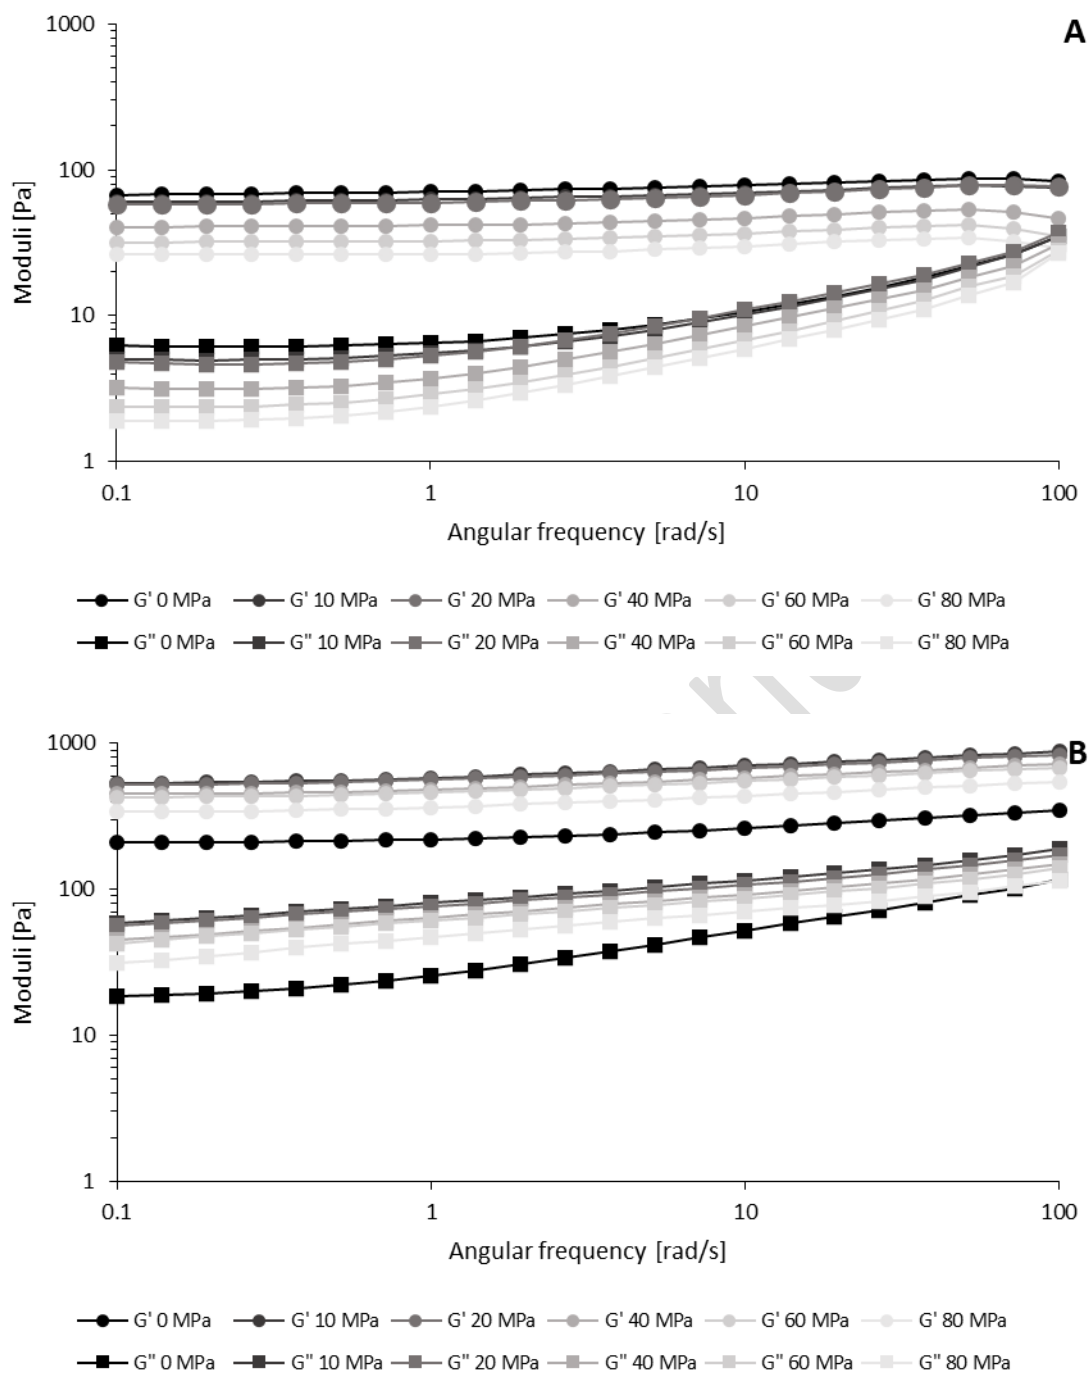 A
1000
100
10
1
Moduli [Pa]
0.1 1 10 100
Angular frequency [rad/s]
G' 0 MPa G' 10 MPa G' 20 MPa G' 40 MPa G' 60 MPa G' 80 MPa
G" 0 MPa G" 10 MPa G" 20 MPa G" 40 MPa G" 60 MPa G" 80 MPa
B
1000
100
10
1
Moduli [Pa]
0.1 1 10 100
Angular frequency [rad/s]
G' 0 MPa G' 10 MPa G' 20 MPa G' 40 MPa G' 60 MPa G' 80 MPa
G" 0 MPa G" 10 MPa G" 20 MPa G" 40 MPa G" 60 MPa G" 80 MPa